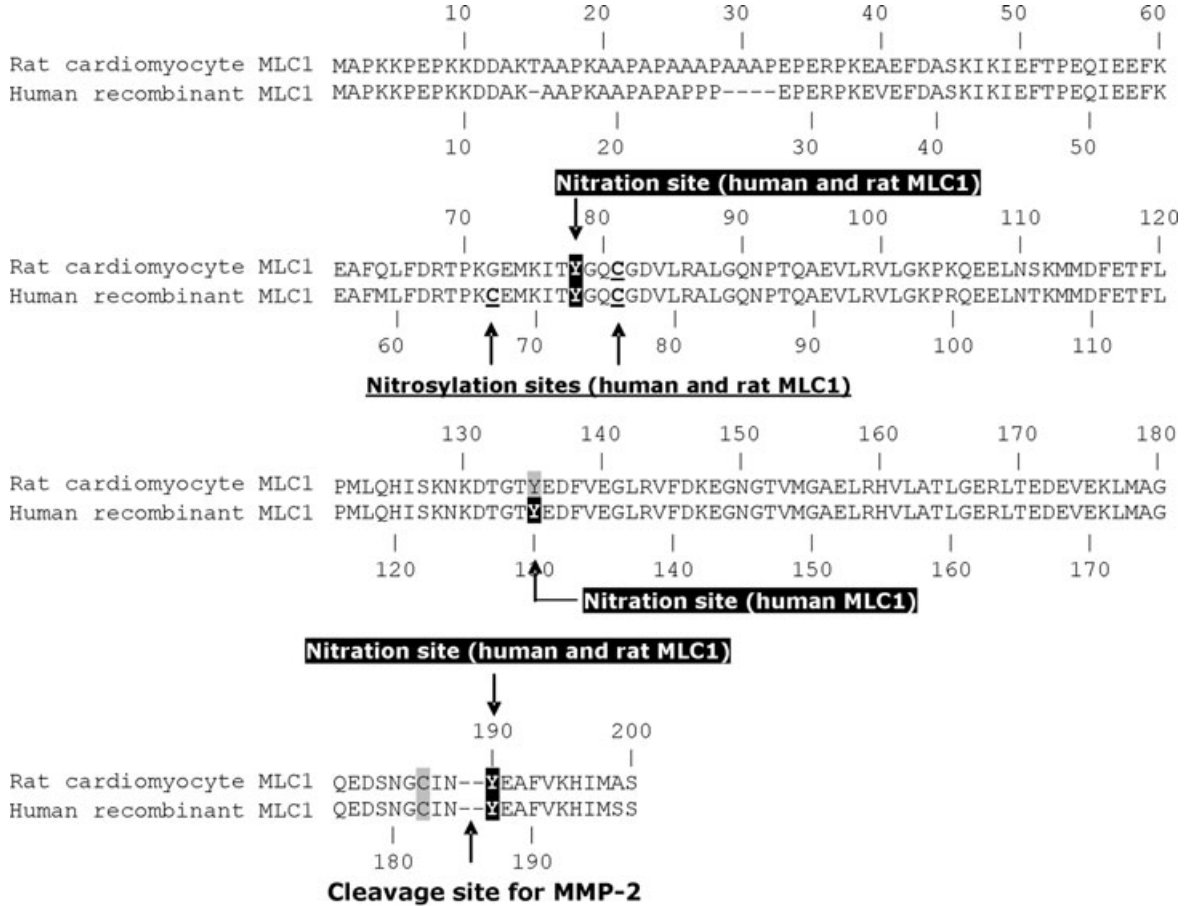 10 20 30 40 50 60
Rat cardiomyocyte MLC1 MAPKKPEPKKDDAKTAAPKAAPAPAAAPAAAPEPERPKEAEFDASKIKIEFTPEQIEEFK
Human recombinant MLC1 MAPKKPEPKKDDAK-AAPKAAPAPAPPP----EPERPKEVEFDASKIKIEFTPEQIEEFK
10 20 30 40 50
Nitration site (human and rat MLC1)
70 80 90 100 110 120
Rat cardiomyocyte MLC1 EAFQLFDRTPKGEMKITYGQCGDVLRALGQNPTQAEVLRVLGKPKQEELNSKMMDFETFL
Human recombinant MLC1 EAFMLFDRTPKCEMKITYGQCGDVLRALGQNPTQAEVLRVLGKPRQEELNTKMMDFETFL
60 70 80 90 100 110
Nitrosylation sites (human and rat MLC1)
130 140 150 160 170 180
Rat cardiomyocyte MLC1 PMLQHISKNKDTGTYEDFVEGLRVFDKEGNGTVMGAELRHVLATLGERLTEDEVEKLMAG
Human recombinant MLC1 PMLQHISKNKDTGTYEDFVEGLRVFDKEGNGTVMGAELRHVLATLGERLTEDEVEKLMAG
120 130 140 150 160 170
Nitration site (human MLC1)
Nitration site (human and rat MLC1)
190 200
Rat cardiomyocyte MLC1 QEDSNGCIN--YEAFVKHIMAS
Human recombinant MLC1 QEDSNGCIN--YEAFVKHIMSS
180 190
Cleavage site for MMP-2